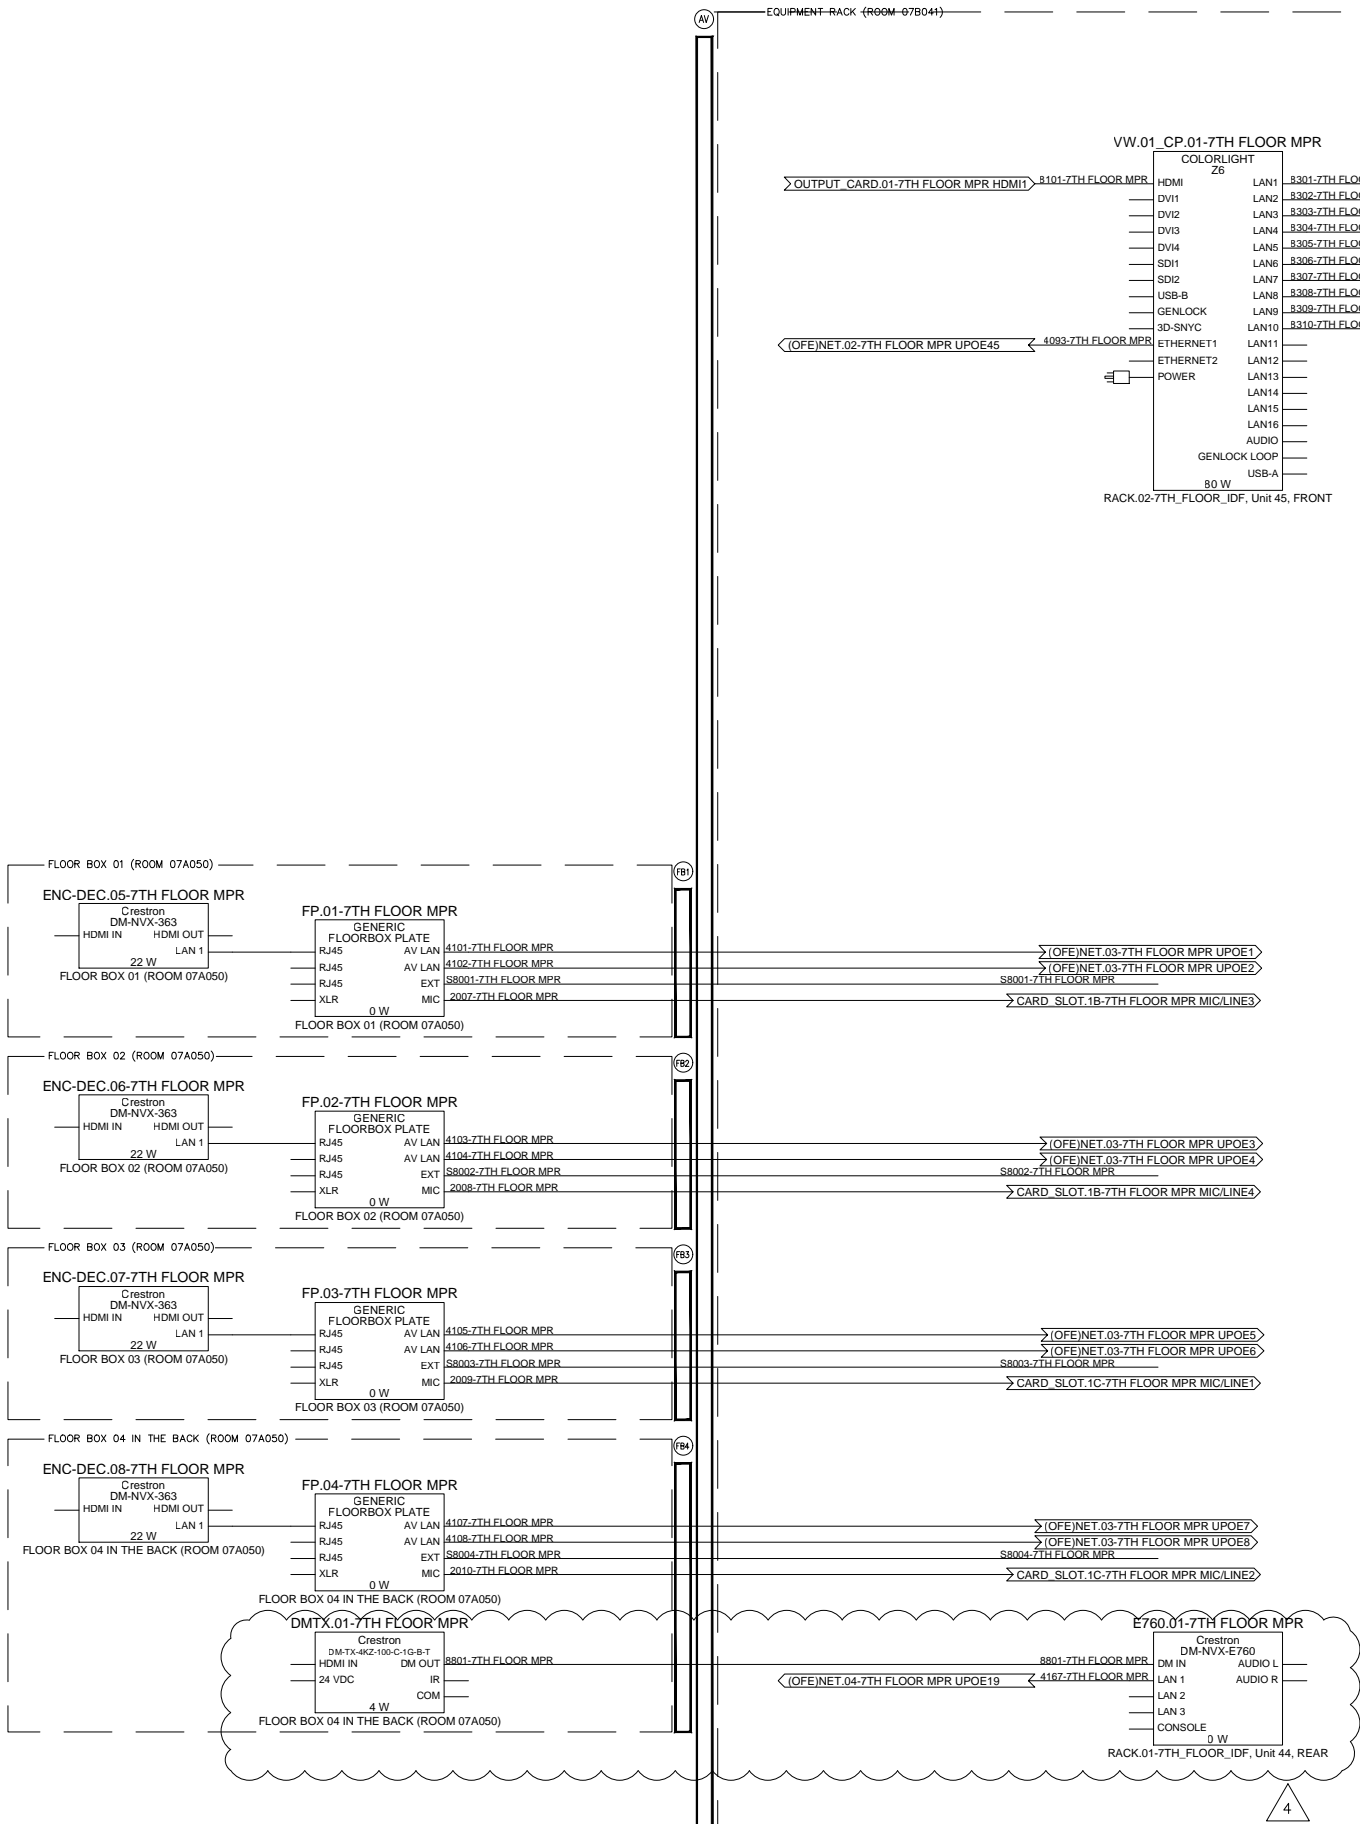 AV
EQUIPMENT RACK (ROOM 07B041)
VW.01_CP.01-7TH FLOOR MPR
COLORLIGHT
Z6
OUTPUT_CARD.01-7TH FLOOR MPR HDMI1 8101-7TH FLOOR MPR HDMI LAN1 8301-7TH
DVI1 LAN2 8302-7TH
DVI2 LAN3 8303-7TH
DVI3 LAN4 8304-7TH
DVI4 LAN5 8305-7TH
SDI1 LAN6 8306-7TH
SDI2 LAN7 8307-7TH
USB-B LAN8 8308-7TH
GENLOCK LAN9 8309-7TH
3D-SNYC LAN10 8310-7TH
(OFE)NET.02-7TH FLOOR MPR UPOE45 4093-7TH FLOOR MPR ETHERNET1 LAN11
ETHERNET2 LAN12
POWER LAN13
LAN14
LAN15
LAN16
AUDIO
GENLOCK LOOP
USB-A
80 W
RACK.02-7TH_FLOOR_IDF, Unit 45, FRONT
FLOOR BOX 01 (ROOM 07A050)
FB1
ENC-DEC.05-7TH FLOOR MPR
Crestron
DM-NVX-363
HDMI IN HDMI OUT
LAN 1
22 W
FLOOR BOX 01 (ROOM 07A050)
FP.01-7TH FLOOR MPR
GENERIC
FLOORBOX PLATE
RJ45 AV LAN 4101-7TH FLOOR MPR (OFE)NET.03-7TH FLOOR MPR UPOE1
RJ45 AV LAN 4102-7TH FLOOR MPR (OFE)NET.03-7TH FLOOR MPR UPOE2
RJ45 EXT S8001-7TH FLOOR MPR S8001-7TH FLOOR MPR
XLR MIC 2007-7TH FLOOR MPR CARD_SLOT.1B-7TH FLOOR MPR MIC/LINE3
0 W
FLOOR BOX 01 (ROOM 07A050)
FLOOR BOX 02 (ROOM 07A050)
FB2
ENC-DEC.06-7TH FLOOR MPR
Crestron
DM-NVX-363
HDMI IN HDMI OUT
LAN 1
22 W
FLOOR BOX 02 (ROOM 07A050)
FP.02-7TH FLOOR MPR
GENERIC
FLOORBOX PLATE
RJ45 AV LAN 4103-7TH FLOOR MPR (OFE)NET.03-7TH FLOOR MPR UPOE3
RJ45 AV LAN 4104-7TH FLOOR MPR (OFE)NET.03-7TH FLOOR MPR UPOE4
RJ45 EXT S8002-7TH FLOOR MPR S8002-7TH FLOOR MPR
XLR MIC 2008-7TH FLOOR MPR CARD_SLOT.1B-7TH FLOOR MPR MIC/LINE4
0 W
FLOOR BOX 02 (ROOM 07A050)
FLOOR BOX 03 (ROOM 07A050)
FB3
ENC-DEC.07-7TH FLOOR MPR
Crestron
DM-NVX-363
HDMI IN HDMI OUT
LAN 1
22 W
FLOOR BOX 03 (ROOM 07A050)
FP.03-7TH FLOOR MPR
GENERIC
FLOORBOX PLATE
RJ45 AV LAN 4105-7TH FLOOR MPR (OFE)NET.03-7TH FLOOR MPR UPOE5
RJ45 AV LAN 4106-7TH FLOOR MPR (OFE)NET.03-7TH FLOOR MPR UPOE6
RJ45 EXT S8003-7TH FLOOR MPR S8003-7TH FLOOR MPR
XLR MIC 2009-7TH FLOOR MPR CARD_SLOT.1C-7TH FLOOR MPR MIC/LINE1
0 W
FLOOR BOX 03 (ROOM 07A050)
FLOOR BOX 04 IN THE BACK (ROOM 07A050)
FB4
ENC-DEC.08-7TH FLOOR MPR
Crestron
DM-NVX-363
HDMI IN HDMI OUT
LAN 1
22 W
FLOOR BOX 04 IN THE BACK (ROOM 07A050)
FP.04-7TH FLOOR MPR
GENERIC
FLOORBOX PLATE
RJ45 AV LAN 4107-7TH FLOOR MPR (OFE)NET.03-7TH FLOOR MPR UPOE7
RJ45 AV LAN 4108-7TH FLOOR MPR (OFE)NET.03-7TH FLOOR MPR UPOE8
RJ45 EXT S8004-7TH FLOOR MPR S8004-7TH FLOOR MPR
XLR MIC 2010-7TH FLOOR MPR CARD_SLOT.1C-7TH FLOOR MPR MIC/LINE2
0 W
FLOOR BOX 04 IN THE BACK (ROOM 07A050)
DMTX.01-7TH FLOOR MPR
Crestron
DM-TX-4KZ-100-C-1G-B-T
HDMI IN DM OUT 8801-7TH FLOOR MPR
24 VDC IR
COM
4 W
FLOOR BOX 04 IN THE BACK (ROOM 07A050)
E760.01-7TH FLOOR MPR
Crestron
DM-NVX-E760
8801-7TH FLOOR MPR DM IN AUDIO L
(OFE)NET.04-7TH FLOOR MPR UPOE19 4167-7TH FLOOR MPR LAN 1 AUDIO R
LAN 2
LAN 3
CONSOLE
0 W
RACK.01-7TH_FLOOR_IDF, Unit 44, REAR
4